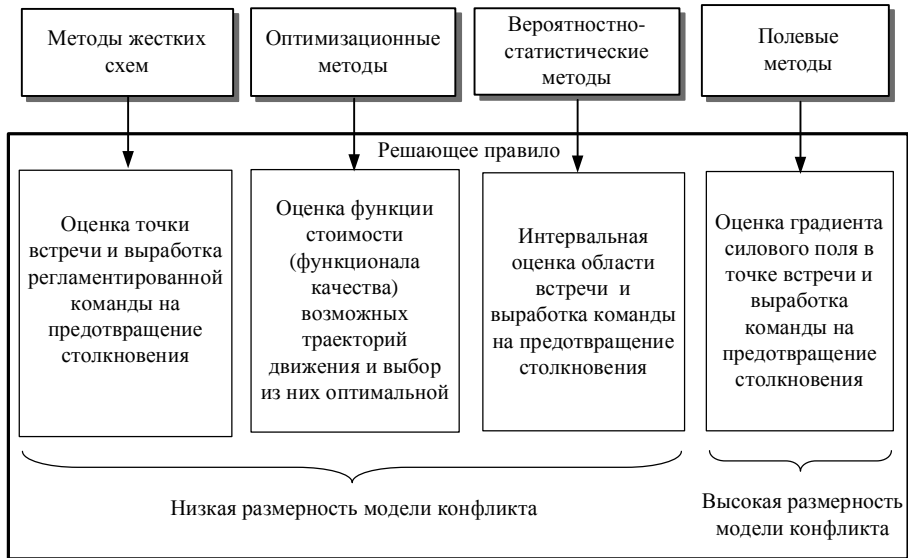 Методы жестких
схем
Оптимизационные
методы
Вероятностно-
статистические
методы
Полевые
методы
Решающее правило
Оценка точки
встречи и выработка
регламентированной
команды на
предотвращение
столкновения
Оценка функции
стоимости
(функционала
качества)
возможных
траекторий
движения и выбор
из них оптимальной
Интервальная
оценка области
встречи и
выработка команды
на предотвращение
столкновения
Оценка градиента
силового поля в
точке встречи и
выработка
команды на
предотвращение
столкновения
Низкая размерность модели конфликта
Высокая размерность
модели конфликта